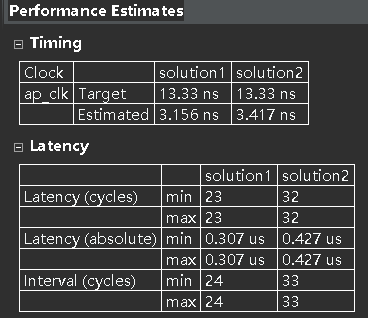 Performance Estimates
Timing
Clock solution1 solution2
ap_clk Target 13.33 ns 13.33 ns
Estimated 3.156 ns 3.417 ns
Latency
solution1 solution2
Latency (cycles) min 23 32
max 23 32
Latency (absolute) min 0.307 us 0.427 us
max 0.307 us 0.427 us
Interval (cycles) min 24 33
max 24 33